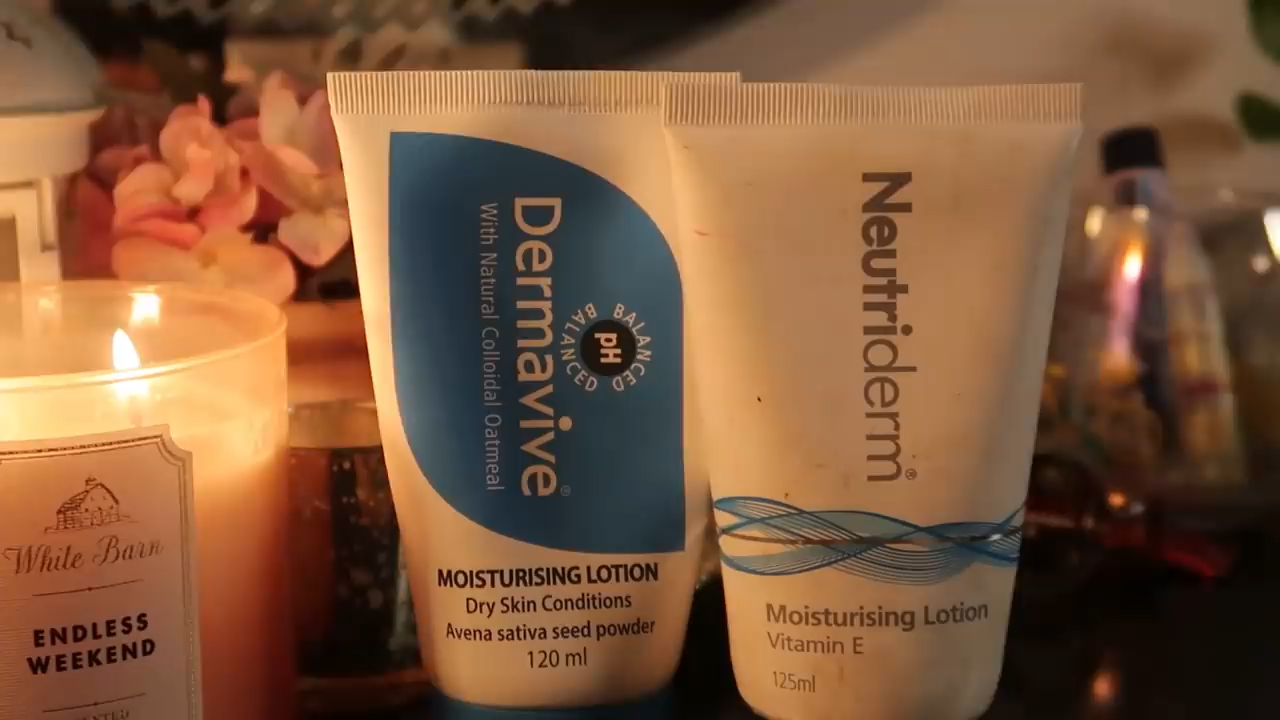 White Barn
ENDLESS
WEEKEND
Dermavive®
With Natural Colloidal Oatmeal
BALANCED
pH
BALANCED
MOISTURISING LOTION
Dry Skin Conditions
Avena sativa seed powder
120 ml
Neutriderm®
Moisturising Lotion
Vitamin E
125ml